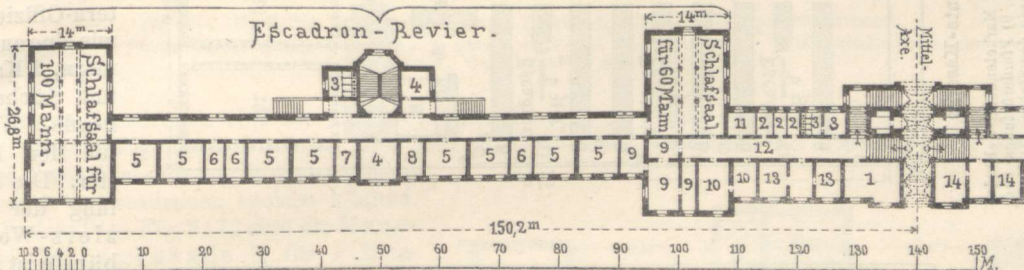 Escadron-Revier.
14ᵐ
14ᵐ
Mittel-
Axe.
26,8ᵐ
Schlafsaal für
100 Mann.
Schlafsaal
für 60 Mann
3 4
11 2 2 2 3 3
5 5 6 6 5 5 7 4 8 5 5 6 5 5 9
9 12
9 9 10 10 13 13 1 14 14
150,2ᵐ
10 8 6 4 2 0 10 20 30 40 50 60 70 80 90 100 110 120 130 140 150
M.